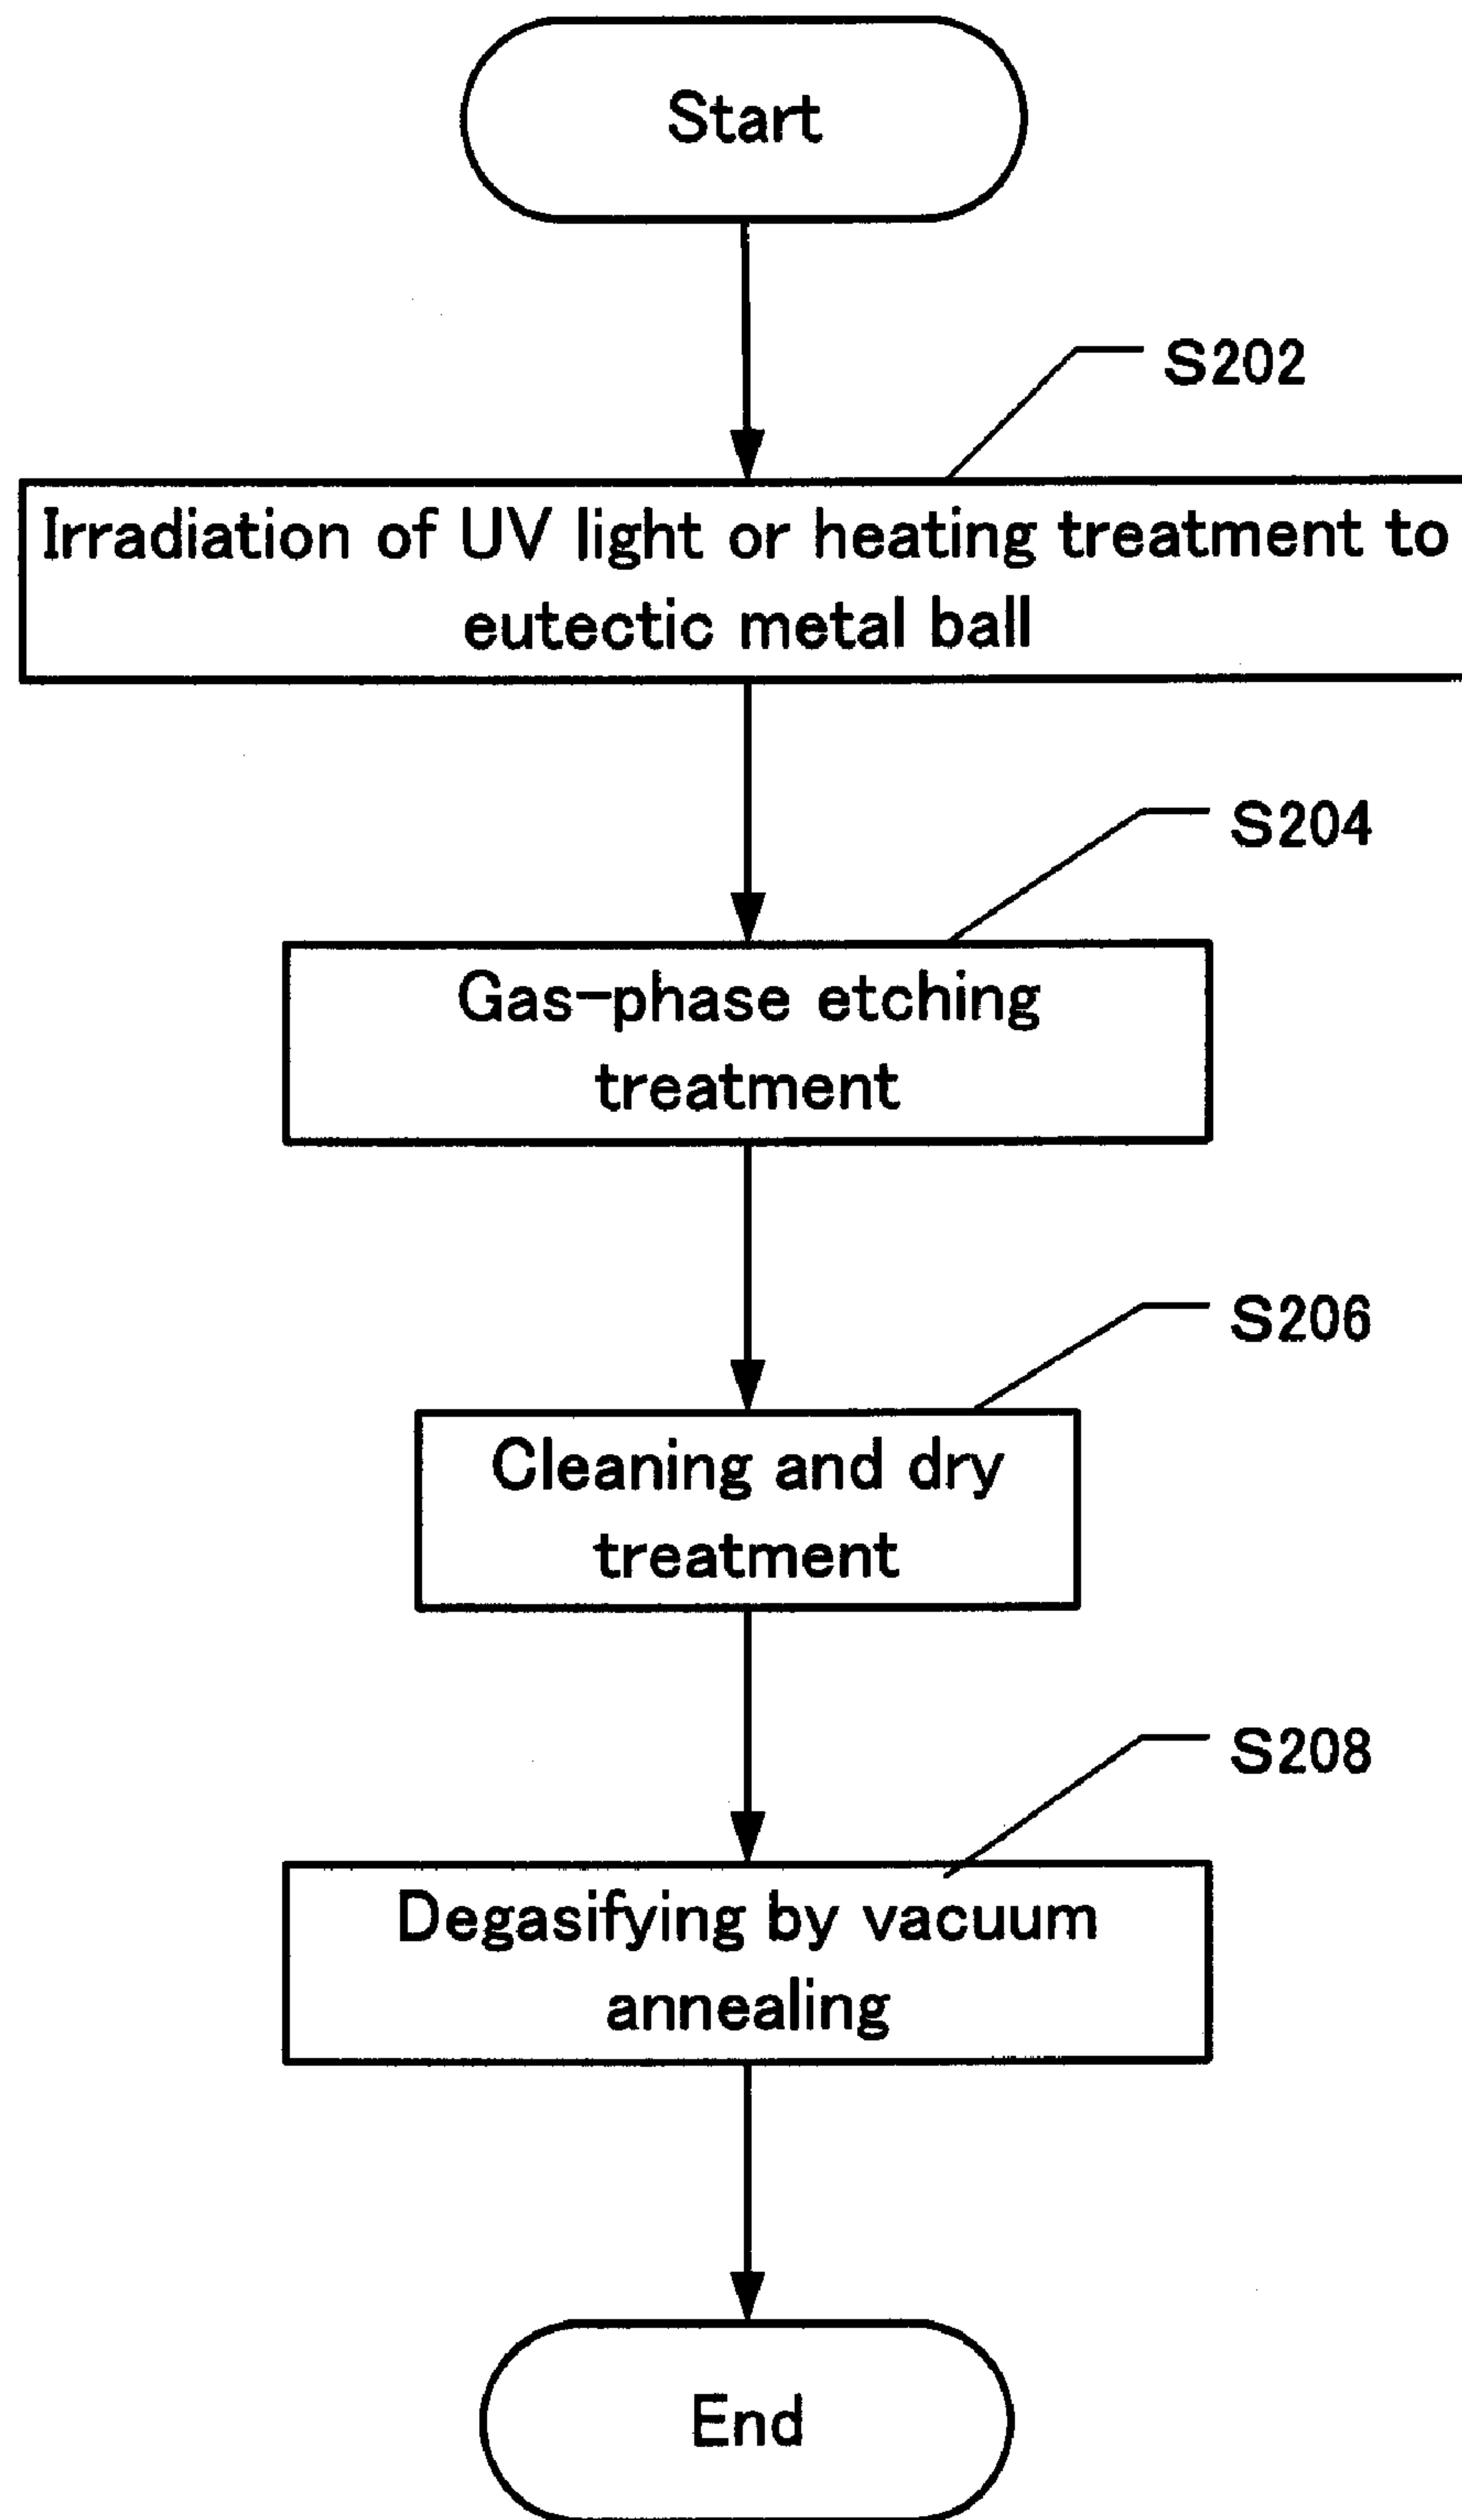 Start
S202
Irradiation of UV light or heating treatment to
eutectic metal ball
S204
Gas-phase etching
treatment
S206
Cleaning and dry
treatment
S208
Degasifying by vacuum
annealing
End